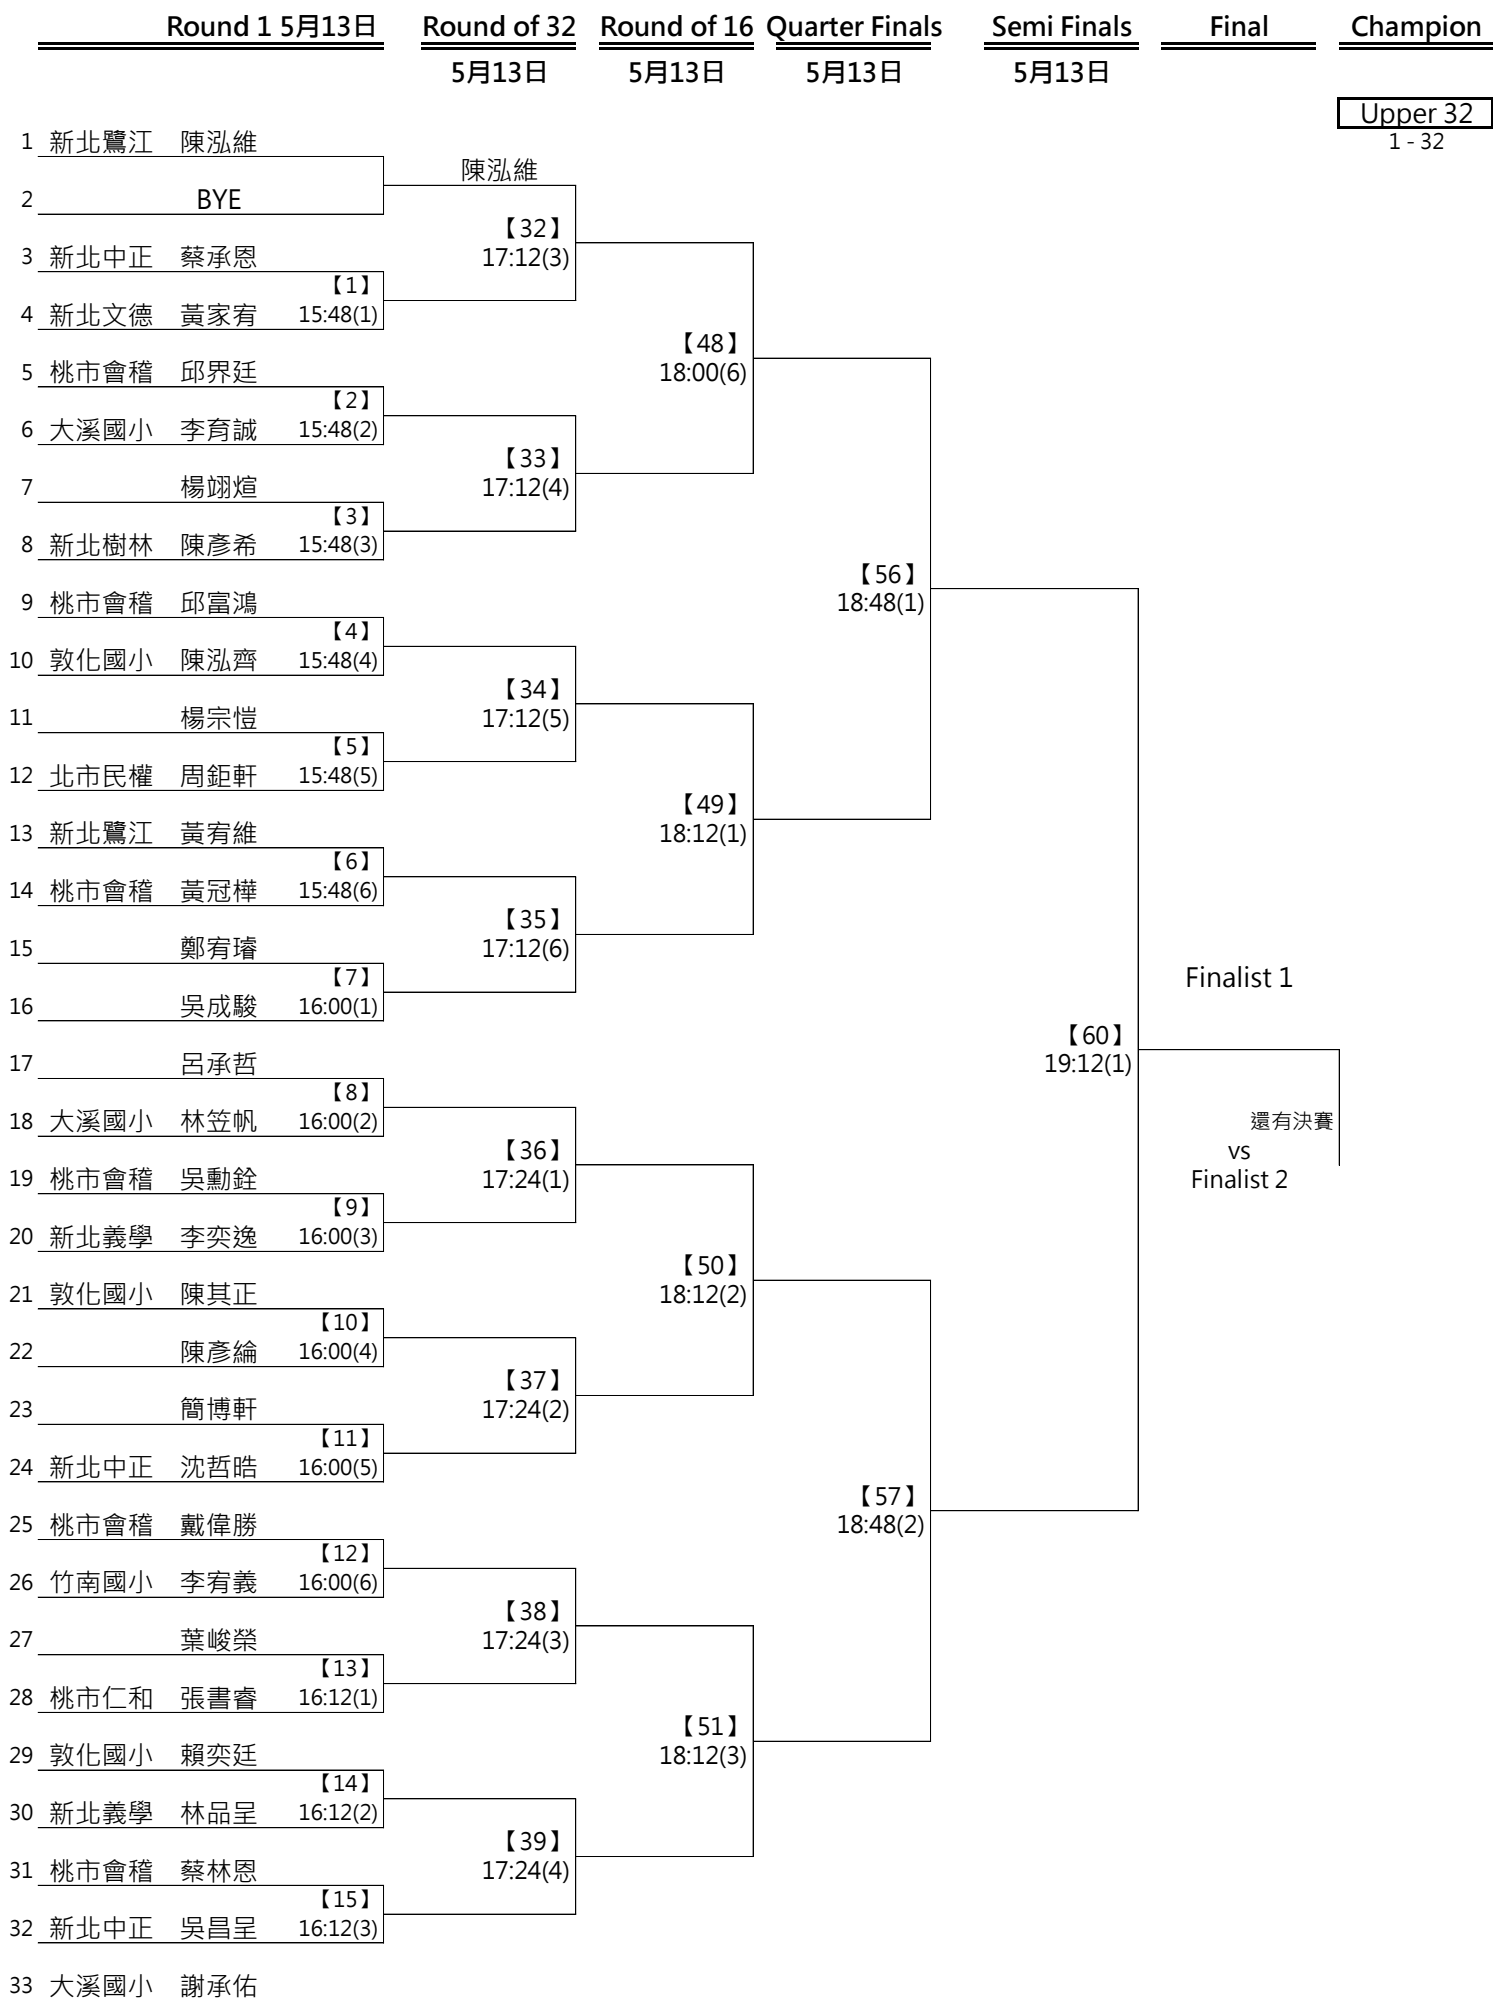 Round 1 5月13日 Round of 32 Round of 16 Quarter Finals Semi Finals Final Champion
5月13日 5月13日 5月13日 5月13日
Upper 32
1 - 32
1 新北鷺江 陳泓維
陳泓維
2 BYE
【32】
3 新北中正 蔡承恩 17:12(3)
【1】
4 新北文德 黃家宥 15:48(1)
【48】
5 桃市會稽 邱界廷 18:00(6)
【2】
6 大溪國小 李育誠 15:48(2)
【33】
7 楊翊煊 17:12(4)
【3】
8 新北樹林 陳彥希 15:48(3)
【56】
9 桃市會稽 邱富鴻 18:48(1)
【4】
10 敦化國小 陳泓齊 15:48(4)
【34】
11 楊宗愷 17:12(5)
【5】
12 北市民權 周鉅軒 15:48(5)
【49】
13 新北鷺江 黃宥維 18:12(1)
【6】
14 桃市會稽 黃冠樺 15:48(6)
【35】
15 鄭宥璿 17:12(6)
【7】 Finalist 1
16 吳成駿 16:00(1)
【60】
17 呂承哲 19:12(1)
【8】
18 大溪國小 林笠帆 16:00(2) 還有決賽
【36】 vs
19 桃市會稽 吳勳銓 17:24(1) Finalist 2
【9】
20 新北義學 李奕逸 16:00(3)
【50】
21 敦化國小 陳其正 18:12(2)
【10】
22 陳彥綸 16:00(4)
【37】
23 簡博軒 17:24(2)
【11】
24 新北中正 沈哲晧 16:00(5)
【57】
25 桃市會稽 戴偉勝 18:48(2)
【12】
26 竹南國小 李宥義 16:00(6)
【38】
27 葉峻榮 17:24(3)
【13】
28 桃市仁和 張書睿 16:12(1)
【51】
29 敦化國小 賴奕廷 18:12(3)
【14】
30 新北義學 林品呈 16:12(2)
【39】
31 桃市會稽 蔡林恩 17:24(4)
【15】
32 新北中正 吳昌呈 16:12(3)
33 大溪國小 謝承佑